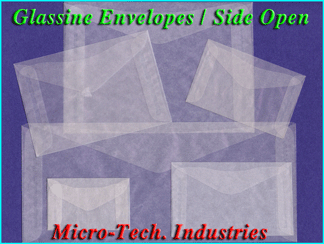 Glassine Envelopes / Side Open
Micro-Tech. Industries